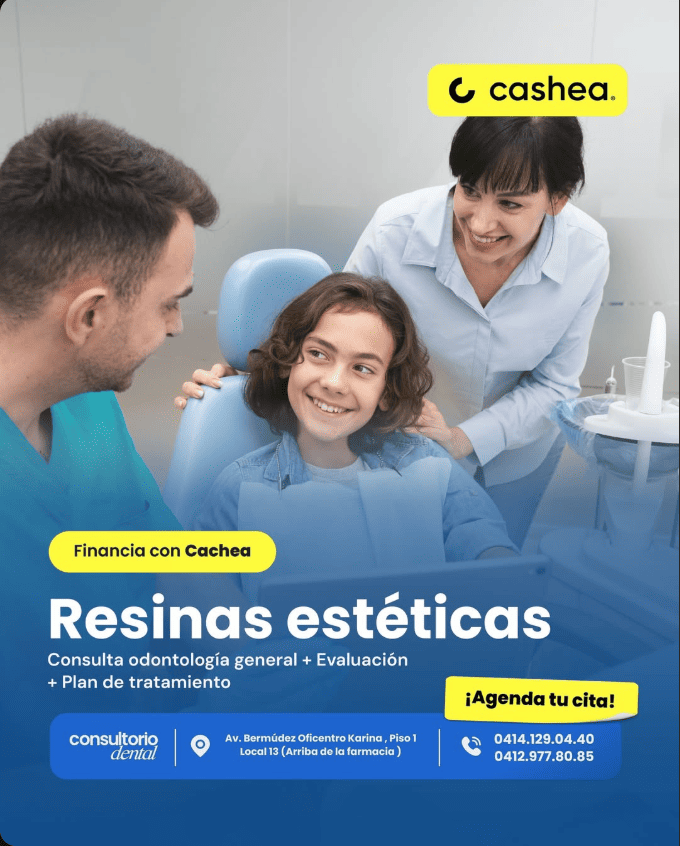 cashea®
Financia con Cachea
Resinas estéticas
Consulta odontología general + Evaluación
+ Plan de tratamiento
¡Agenda tu cita!
consultorio
dental
Av. Bermúdez Oficentro Karina , Piso 1
Local 13 (Arriba de la farmacia )
0414.129.04.40
0412.977.80.85